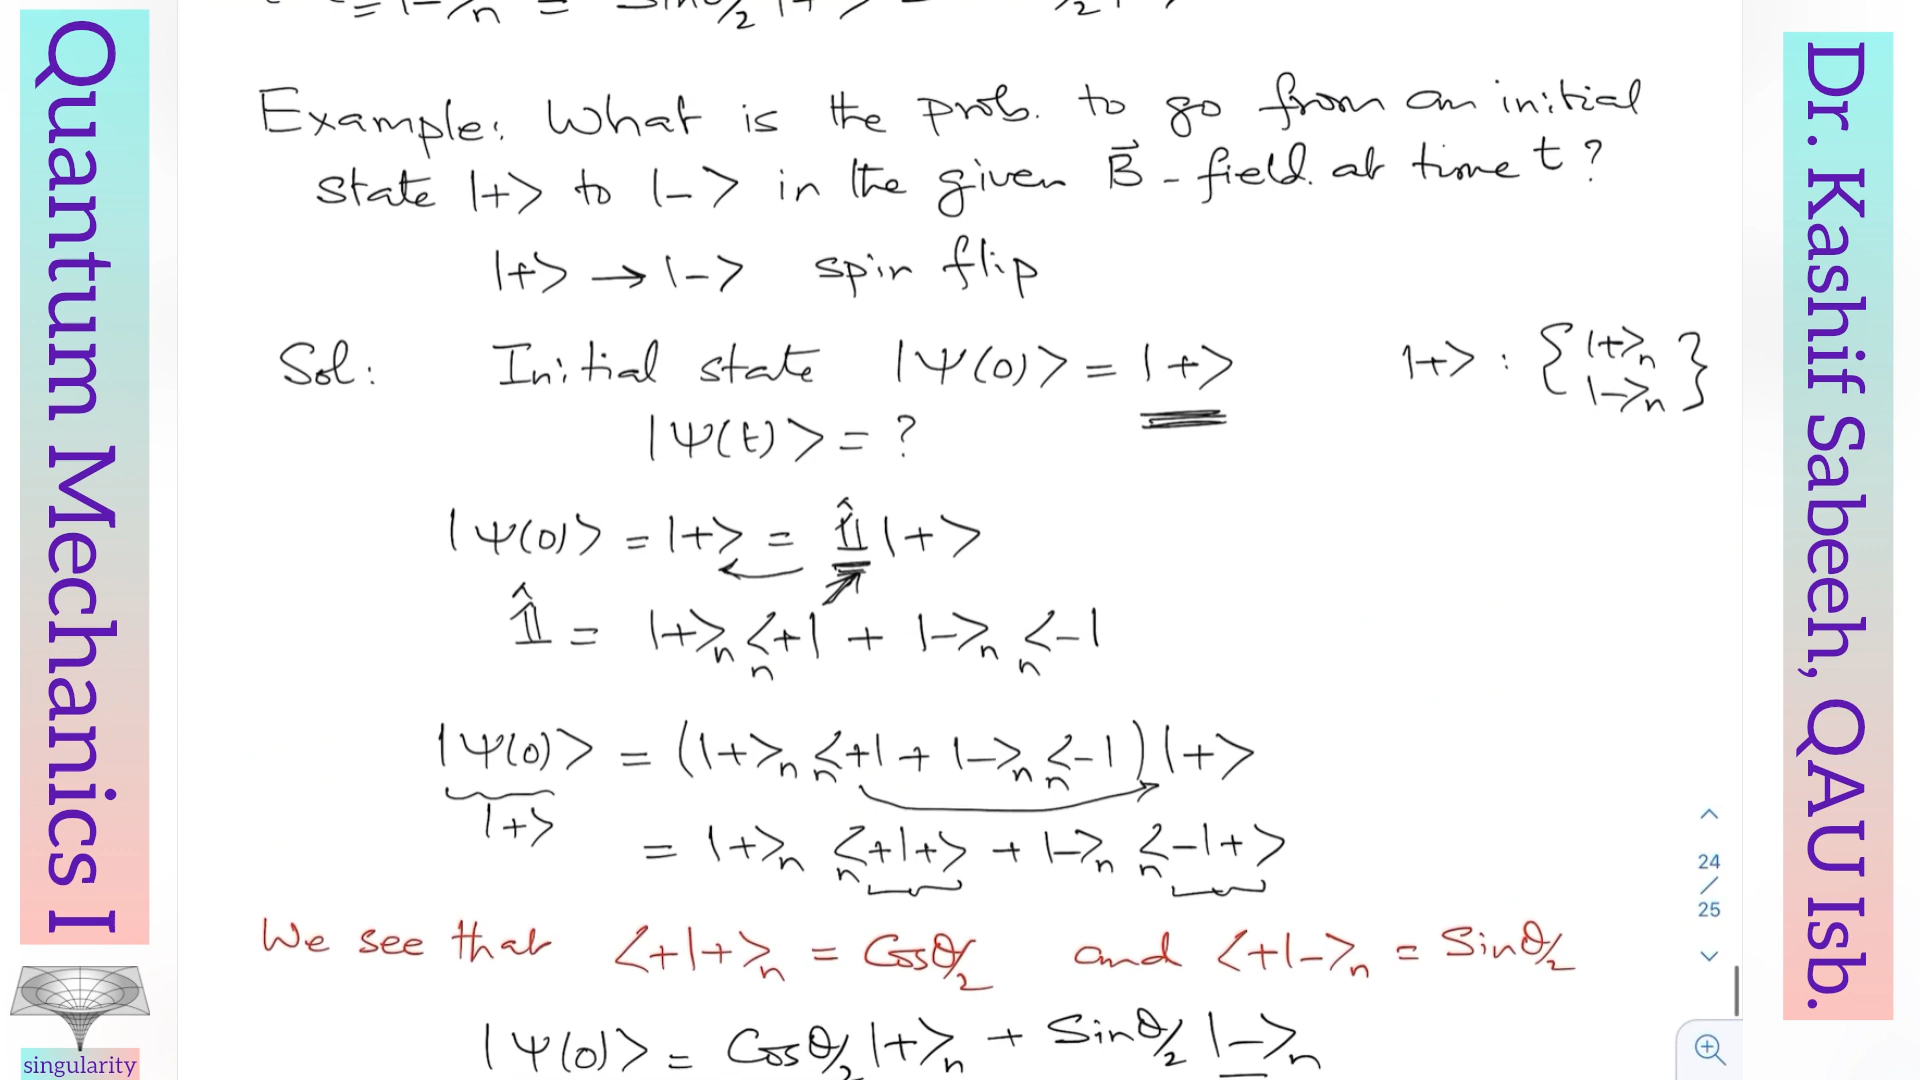 Quantum Mechanics I
singularity
= |-⟩n = Sinθ/2 |+⟩
Example: What is the prob. to go from an initial
state |+⟩ to |-⟩ in the given B⃗ - field. at time t?
|+⟩ → |-⟩ spin flip
Sol: Initial state |Ψ(0)⟩ = |+⟩ |+⟩ : { |+⟩n
|-⟩n }
|Ψ(t)⟩ = ?
|Ψ(0)⟩ = |+⟩ = 𝟙̂ |+⟩
𝟙̂ = |+⟩n n⟨+| + |-⟩n n⟨-|
|Ψ(0)⟩ = (|+⟩n n⟨+| + |-⟩n n⟨-|) |+⟩
|+⟩
= |+⟩n n⟨+|+⟩ + |-⟩n n⟨-|+⟩
We see that ⟨+|+⟩n = Cosθ/2 and ⟨+|-⟩n = Sinθ/2
|Ψ(0)⟩ = Cosθ/2 |+⟩n + Sinθ/2 |-⟩n
24
/
25
Dr. Kashif Sabeeh, QAU Isb.